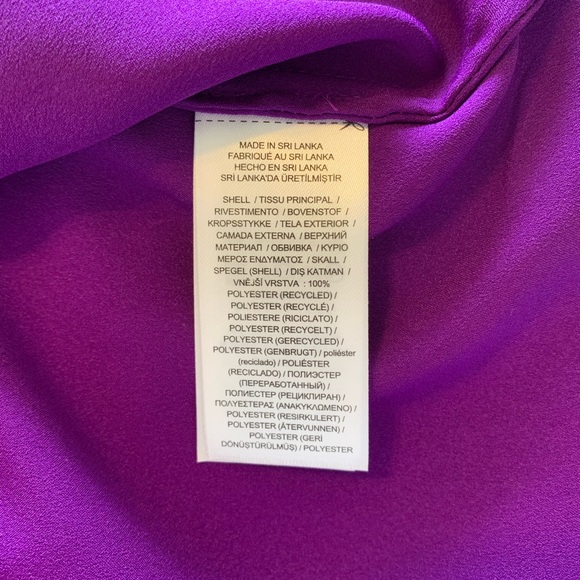 MADE IN SRI LANKA
FABRIQUÉ AU SRI LANKA
HECHO EN SRI LANKA
SRİ LANKA'DA ÜRETİLMİŞTİR
SHELL / TISSU PRINCIPAL /
RIVESTIMENTO / BOVENSTOF /
KROPSSTYKKE / TELA EXTERIOR /
CAMADA EXTERNA / ВЕРХНИЙ
МАТЕРИАЛ / ОБВИВКА / ΚΥΡΙΟ
ΜΕΡΟΣ ΕΝΔΥΜΑΤΟΣ / SKALL /
SPEGEL (SHELL) / DIŞ KATMAN /
VNĚJŠÍ VRSTVA : 100%
POLYESTER (RECYCLED) /
POLYESTER (RECYCLÉ) /
POLIESTERE (RICICLATO) /
POLYESTER (RECYCELT) /
POLYESTER (GERECYCLED) /
POLYESTER (GENBRUGT) / poliéster
(reciclado) / POLIÉSTER
(RECICLADO) / ПОЛИЭСТЕР
(ПЕРЕРАБОТАННЫЙ) /
ПОЛИЕСТЕР (РЕЦИКЛИРАН) /
ΠΟΛΥΕΣΤΕΡΑΣ (ΑΝΑΚΥΚΛΩΜΕΝΟ) /
POLYESTER (RESIRKULERT) /
POLYESTER (ÅTERVUNNEN) /
POLYESTER (GERİ
DÖNÜŞTÜRÜLMÜŞ) / POLYESTER